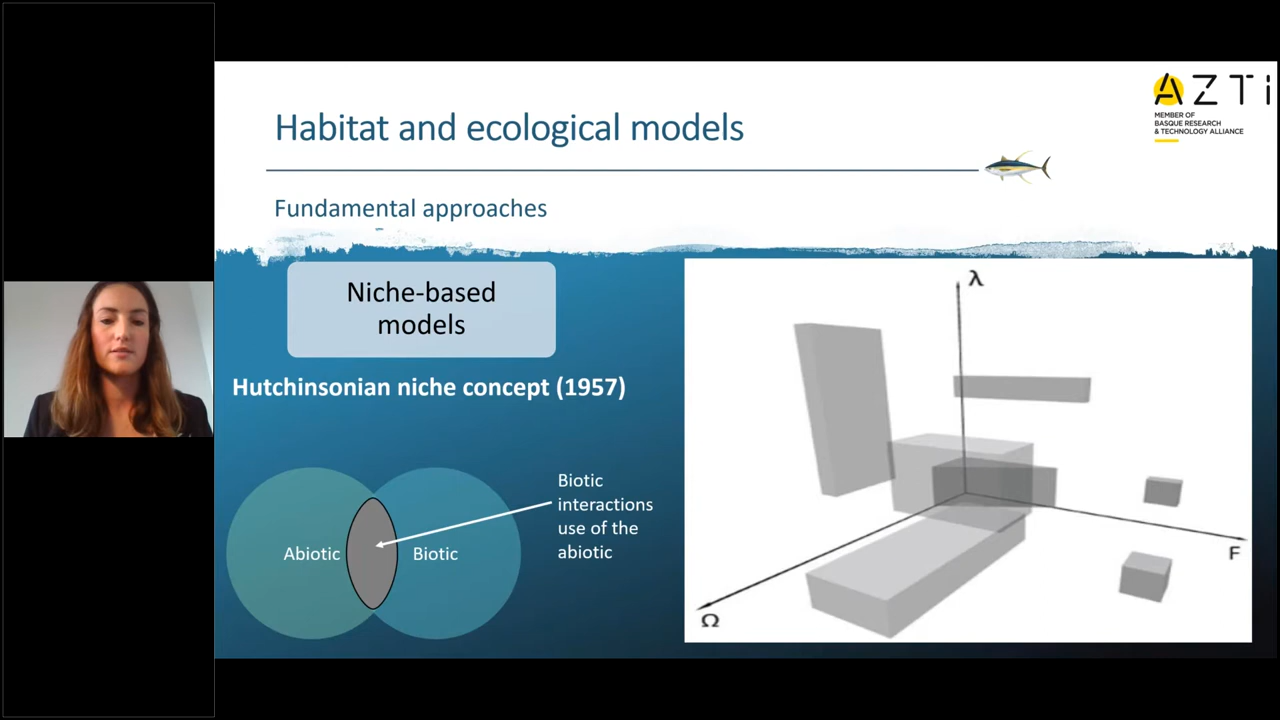 AZTi
MEMBER OF
BASQUE RESEARCH
& TECHNOLOGY ALLIANCE
Habitat and ecological models
Fundamental approaches
Niche-based
models
Hutchinsonian niche concept (1957)
Abiotic
Biotic
Biotic
interactions
use of the
abiotic
λ
F
Ω